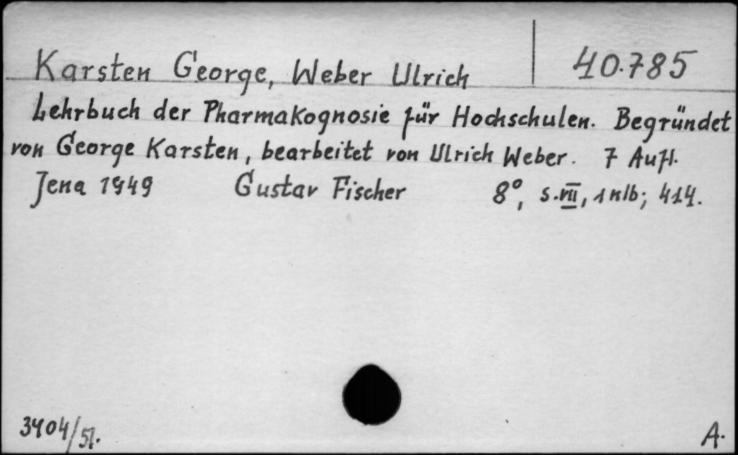 Karsten George, Weber Ulrich 40.785
Lehrbuch der Pharmakognosie für Hochschulen. Begründet
von George Karsten, bearbeitet von Ulrich Weber. 7 Aufl.
Jena 1949 Gustav Fischer 8°, s.VII, 1 nlb; 414.
3404/51. A.